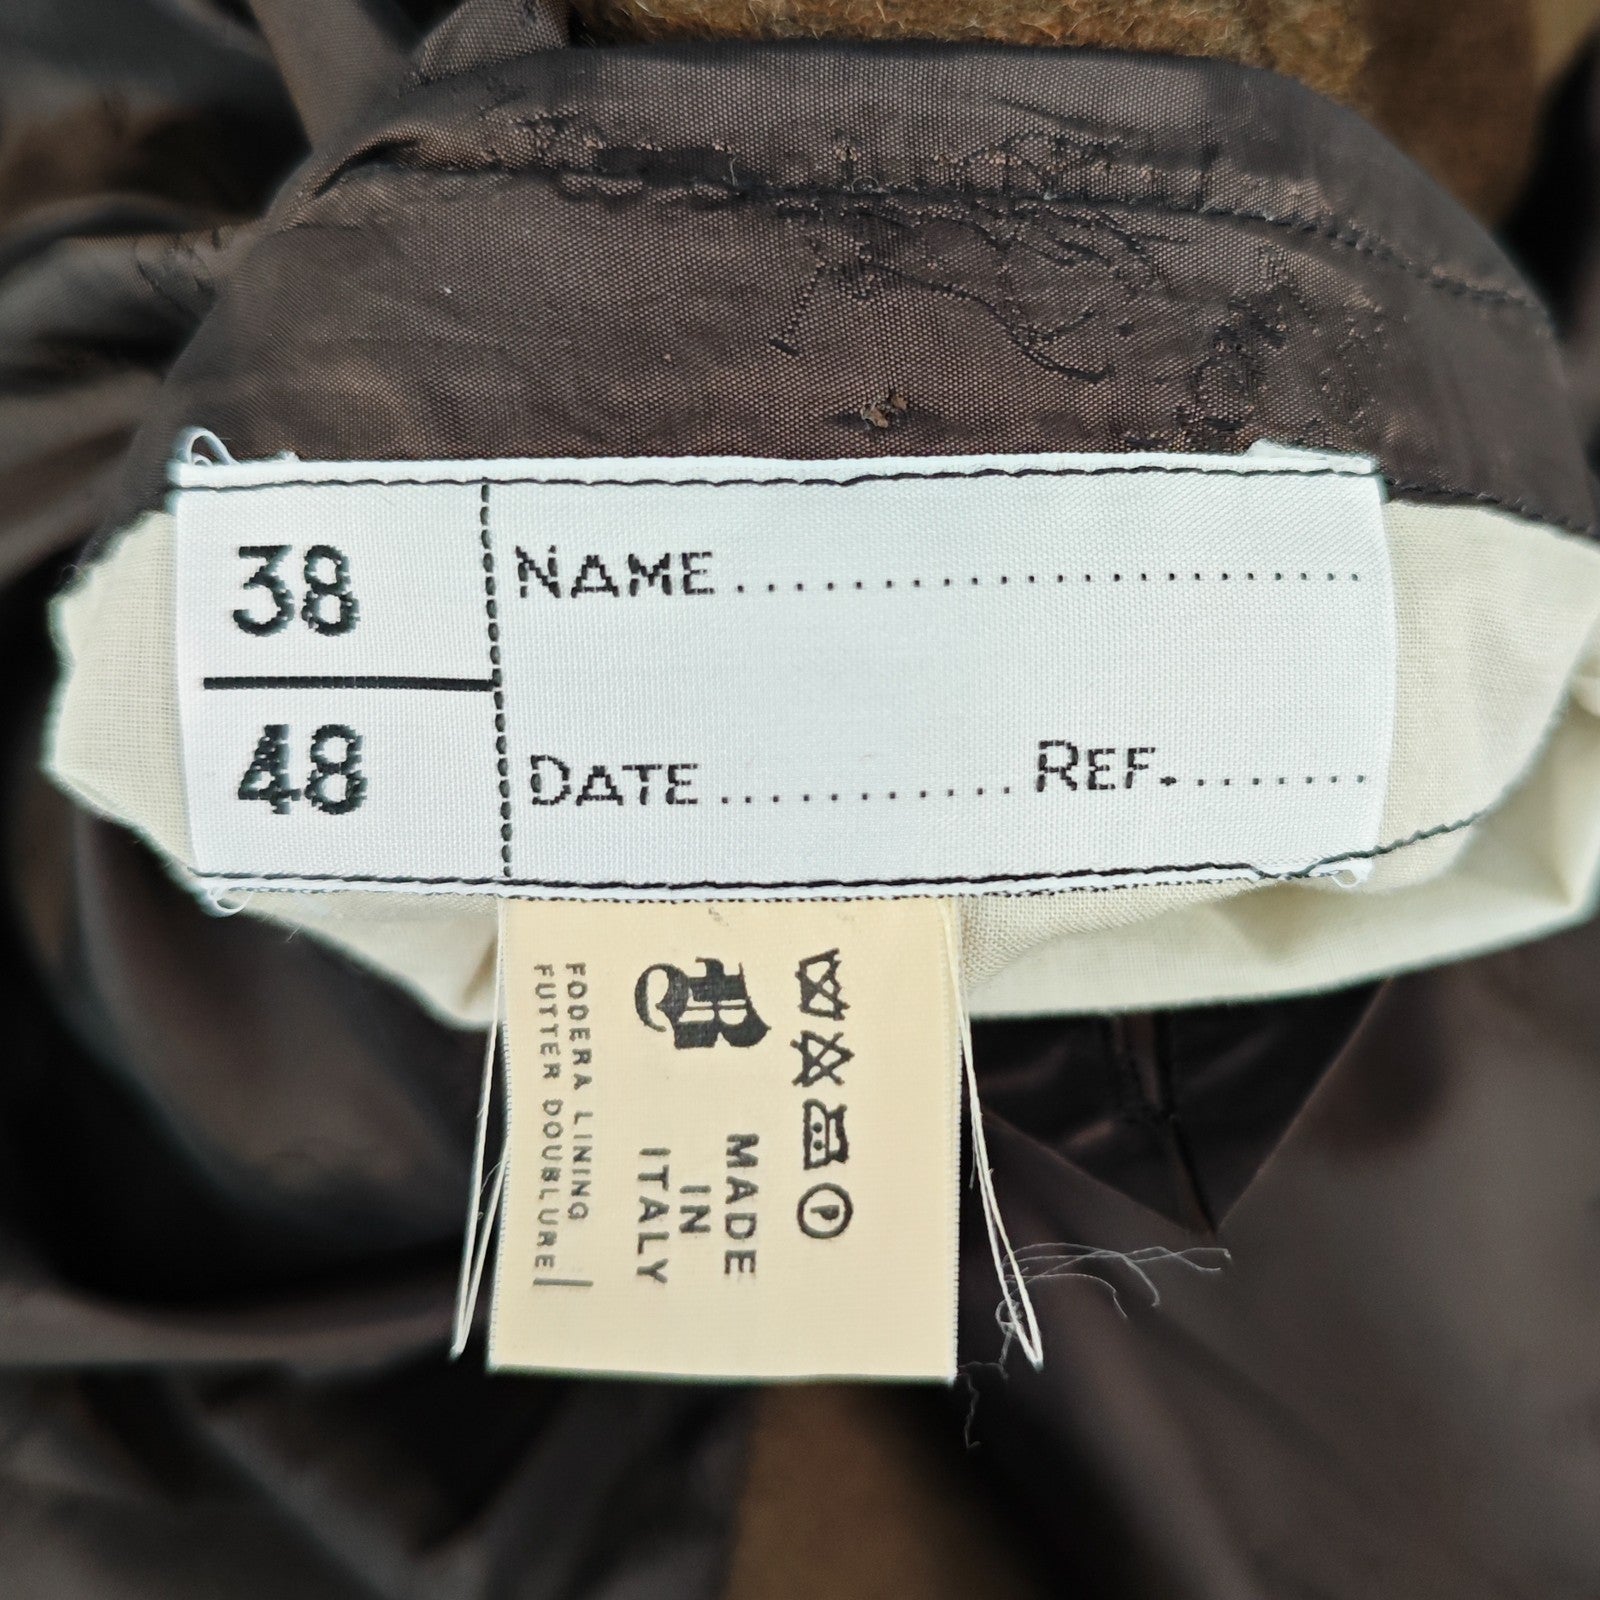 38
48
NAME......................
DATE........... REF.........
MADE
IN
ITALY
FODERA LINING
FUTTER DOUBLURE
P